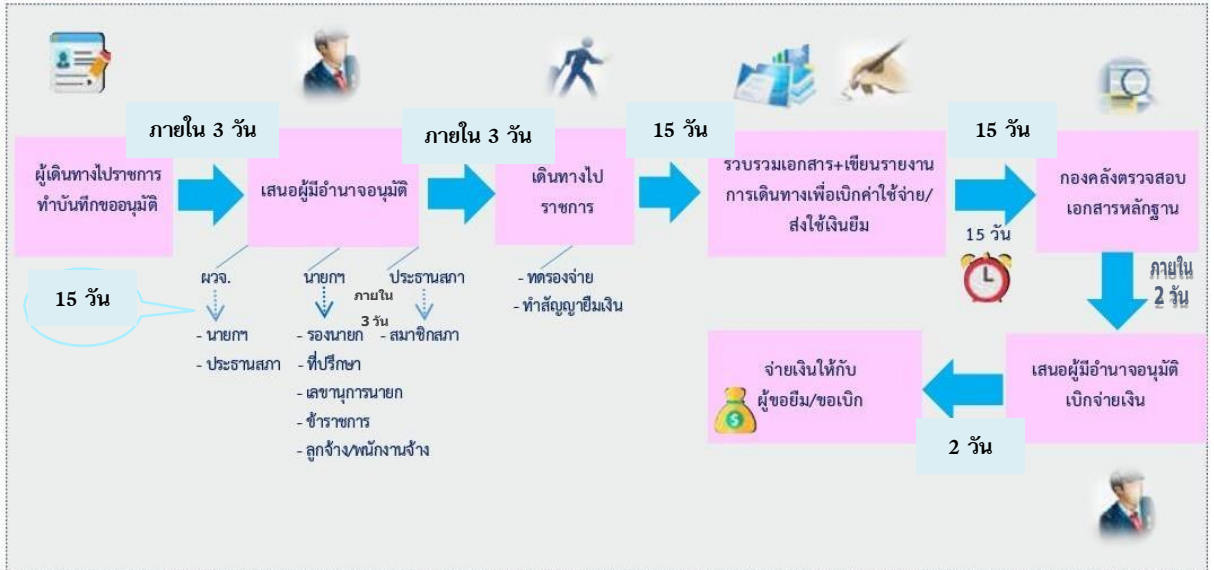 ภายใน 3 วัน
ภายใน 3 วัน
15 วัน
15 วัน
ผู้เดินทางไปราชการ
ทำบันทึกขออนุมัติ
เสนอผู้มีอำนาจอนุมัติ
เดินทางไป
ราชการ
รวบรวมเอกสาร+เขียนรายงาน
การเดินทางเพื่อเบิกค่าใช้จ่าย/
ส่งใช้เงินยืม
15 วัน
กองคลังตรวจสอบ
เอกสารหลักฐาน
15 วัน
ผวจ.
- นายกฯ
- ประธานสภา
นายกฯ
ภายใน
3 วัน
- รองนายก
- ที่ปรึกษา
- เลขานุการนายก
- ข้าราชการ
- ลูกจ้าง/พนักงานจ้าง
ประธานสภา
- สมาชิกสภา
- ทดรองจ่าย
- ทำสัญญายืมเงิน
ภายใน
2 วัน
เสนอผู้มีอำนาจอนุมัติ
เบิกจ่ายเงิน
2 วัน
จ่ายเงินให้กับ
ผู้ขอยืม/ขอเบิก